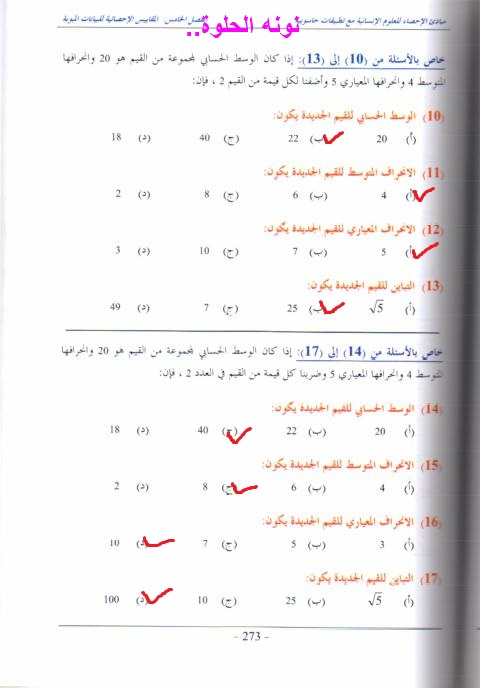 مبادئ الإحصاء للعلوم الإنسانية مع تطبيقات حاسوبية
الفصل الخامس: المقاييس الإحصائية للبيانات المبوبة
نونه الحلوة..
خاص بالأسئلة من (10) إلى (13): إذا كان الوسط الحسابي لمجموعة من القيم هو 20 وانحرافها
المتوسط 4 وانحرافها المعياري 5 وأضفنا لكل قيمة من القيم 2 ، فإن:
(10) الوسط الحسابي للقيم الجديدة يكون:
(أ) 20 (ب) 22 (ج) 40 (د) 18
(11) الانحراف المتوسط للقيم الجديدة يكون:
(أ) 4 (ب) 6 (ج) 8 (د) 2
(12) الانحراف المعياري للقيم الجديدة يكون:
(أ) 5 (ب) 7 (ج) 10 (د) 3
(13) التباين للقيم الجديدة يكون:
(أ) √5 (ب) 25 (ج) 7 (د) 49
خاص بالأسئلة من (14) إلى (17): إذا كان الوسط الحسابي لمجموعة من القيم هو 20 وانحرافها
المتوسط 4 وانحرافها المعياري 5 وضربنا كل قيمة من القيم في العدد 2 ، فإن:
(14) الوسط الحسابي للقيم الجديدة يكون:
(أ) 20 (ب) 22 (ج) 40 (د) 18
(15) الانحراف المتوسط للقيم الجديدة يكون:
(أ) 4 (ب) 6 (ج) 8 (د) 2
(16) الانحراف المعياري للقيم الجديدة يكون:
(أ) 3 (ب) 5 (ج) 7 (د) 10
(17) التباين للقيم الجديدة يكون:
(أ) √5 (ب) 25 (ج) 10 (د) 100
- 273 -